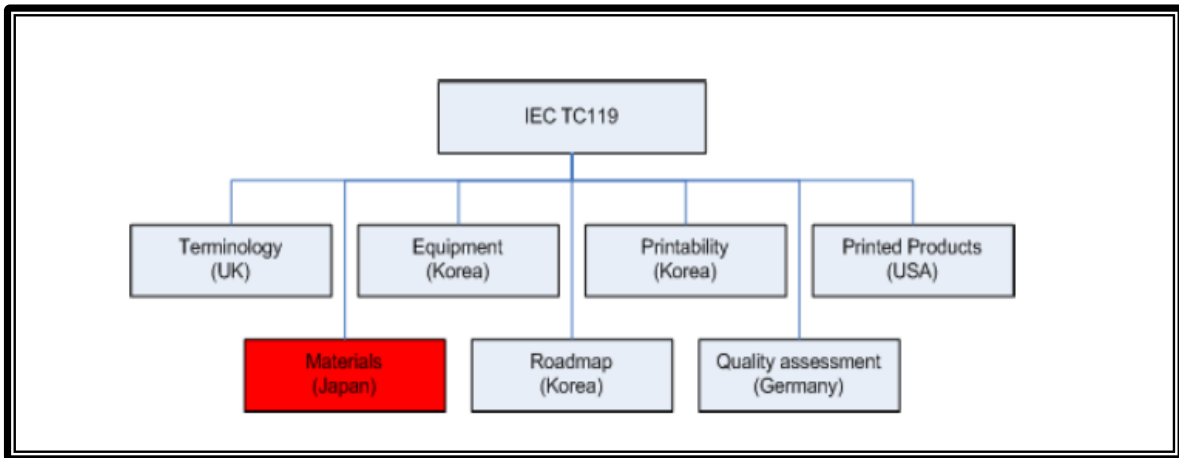 IEC TC119
Terminology
(UK)
Equipment
(Korea)
Printability
(Korea)
Printed Products
(USA)
Materials
(Japan)
Roadmap
(Korea)
Quality assessment
(Germany)